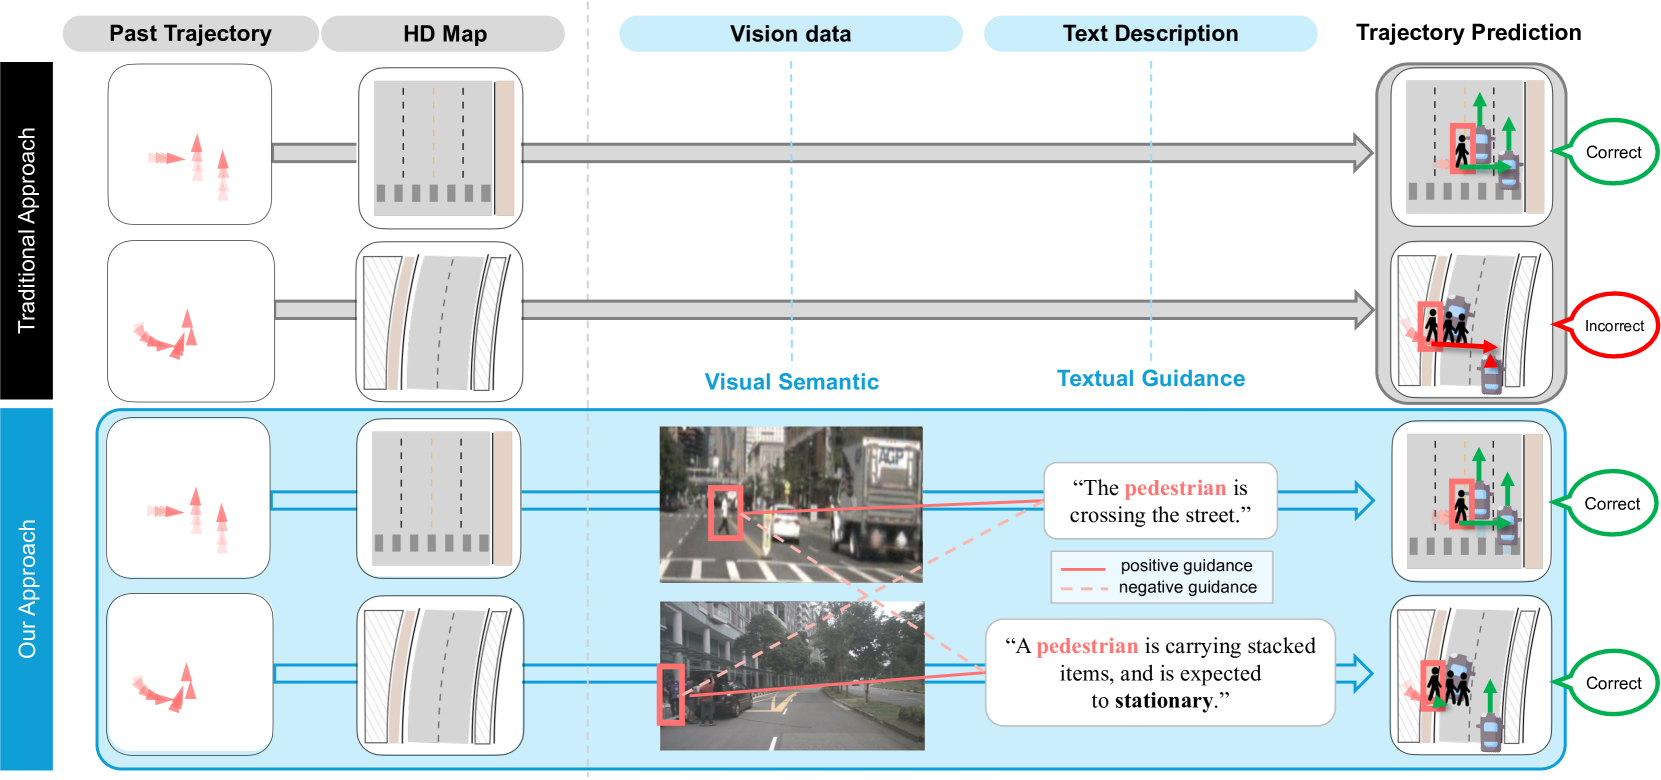 Past Trajectory
HD Map
Vision data
Text Description
Trajectory Prediction
Traditional Approach
Correct
Incorrect
Visual Semantic
Textual Guidance
Our Approach
AGP
“The pedestrian is
crossing the street.”
Correct
positive guidance
negative guidance
“A pedestrian is carrying stacked
items, and is expected
to stationary.”
Correct